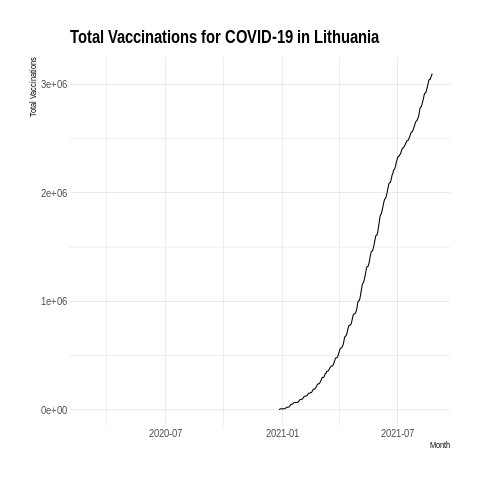 Total Vaccinations for COVID-19 in Lithuania
Total Vaccinations
3e+06
2e+06
1e+06
0e+00
2020-07
2021-01
2021-07
Month